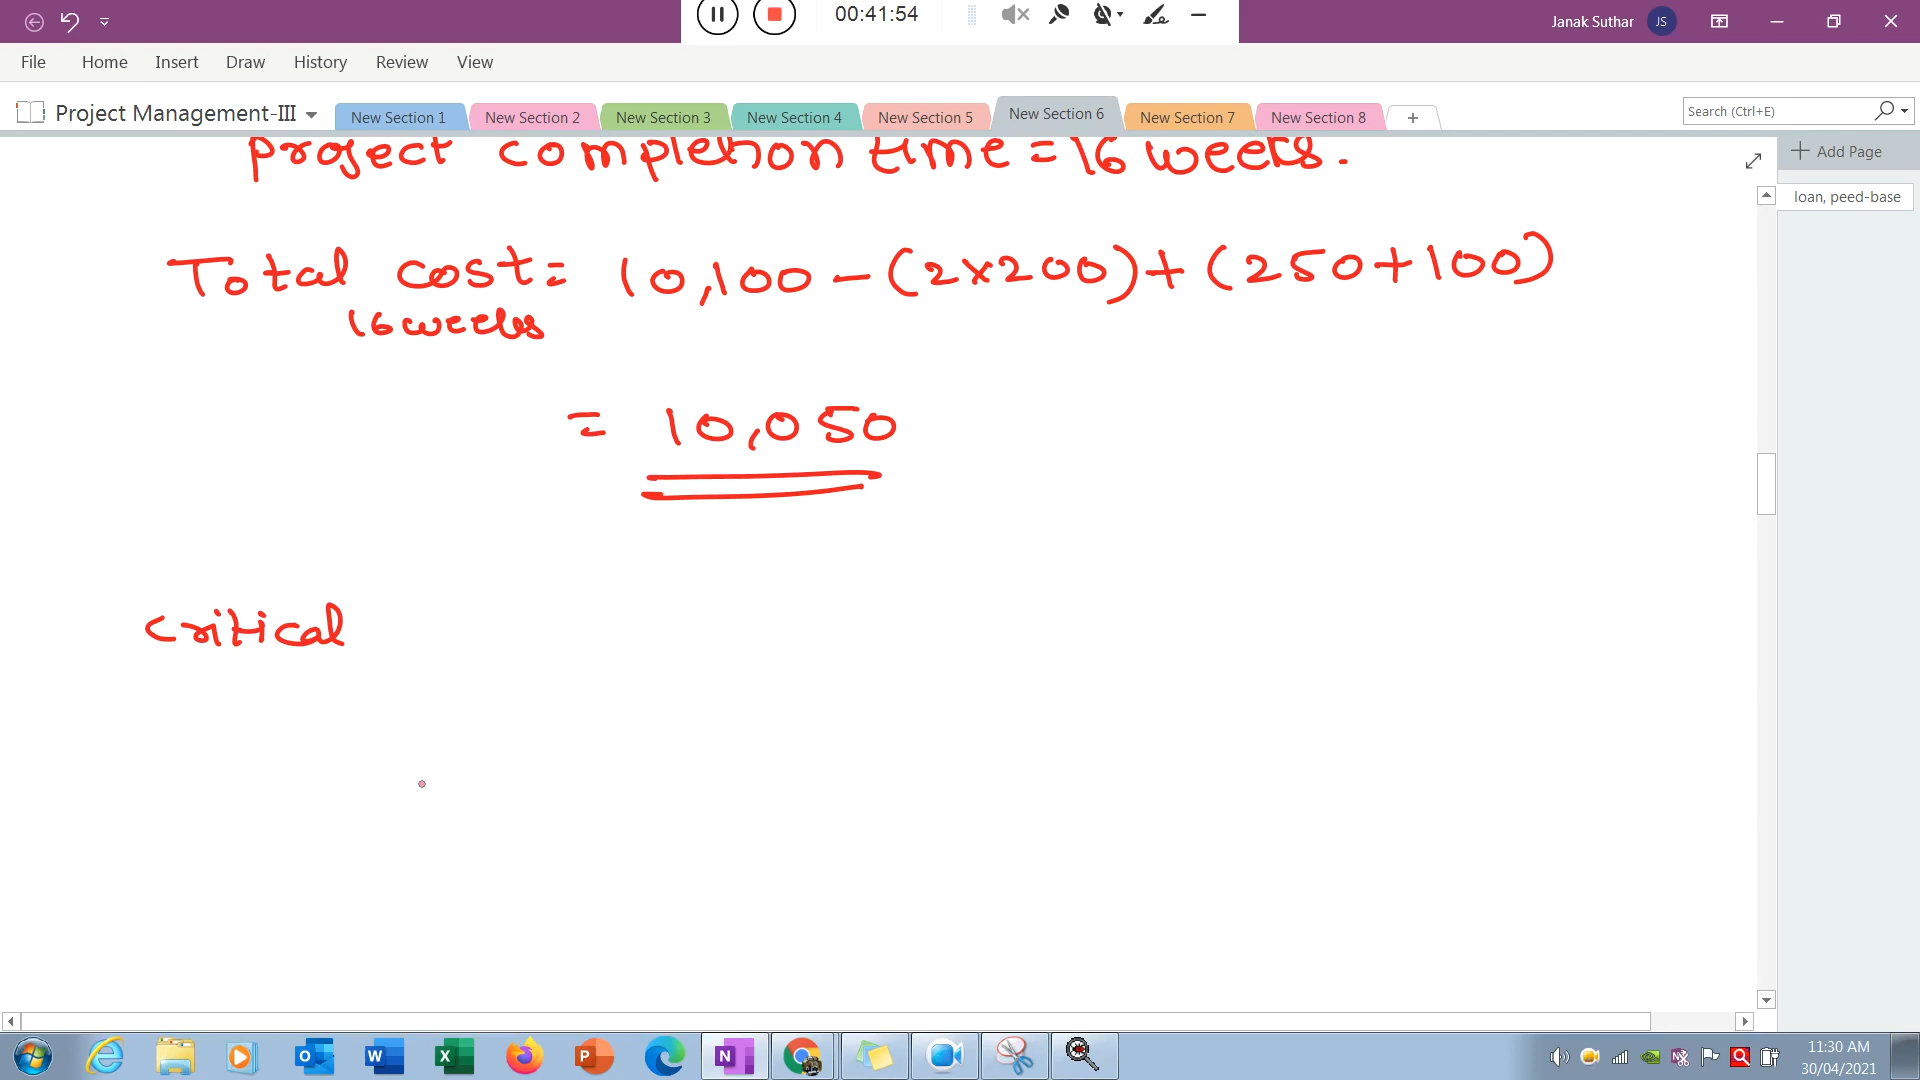 00:41:54
Janak Suthar JS
File Home Insert Draw History Review View
Project Management-III New Section 1 New Section 2 New Section 3 New Section 4 New Section 5 New Section 6 New Section 7 New Section 8 +
Search (Ctrl+E)
Add Page
loan, peed-base
project completion time = 16 weeks.
Total cost = 10,100 - (2x200) + (250+100)
16 weeks
= 10,050
critical
11:30 AM
30/04/2021